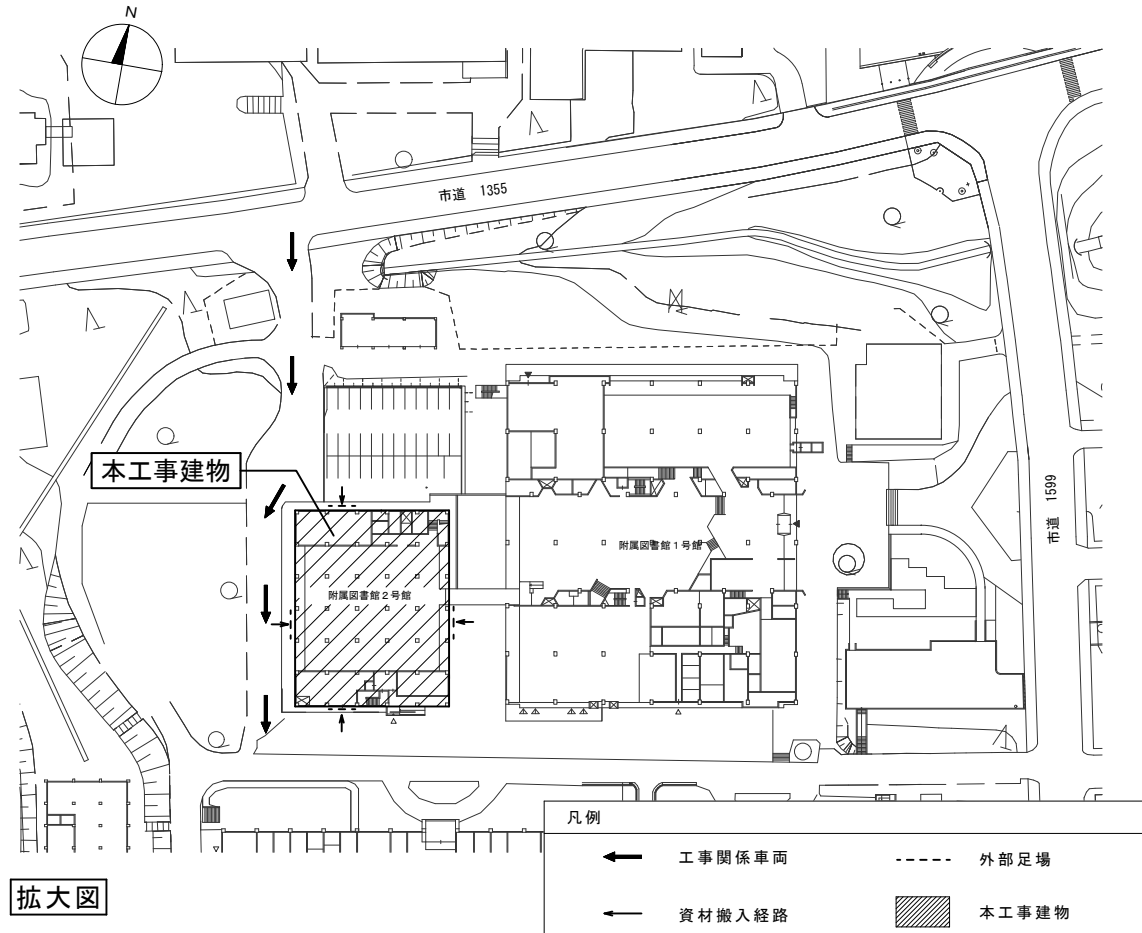 N
市道 1355
本工事建物
市道 1599
附属図書館1号館
附属図書館2号館
凡例
工事関係車両
外部足場
資材搬入経路
本工事建物
拡大図